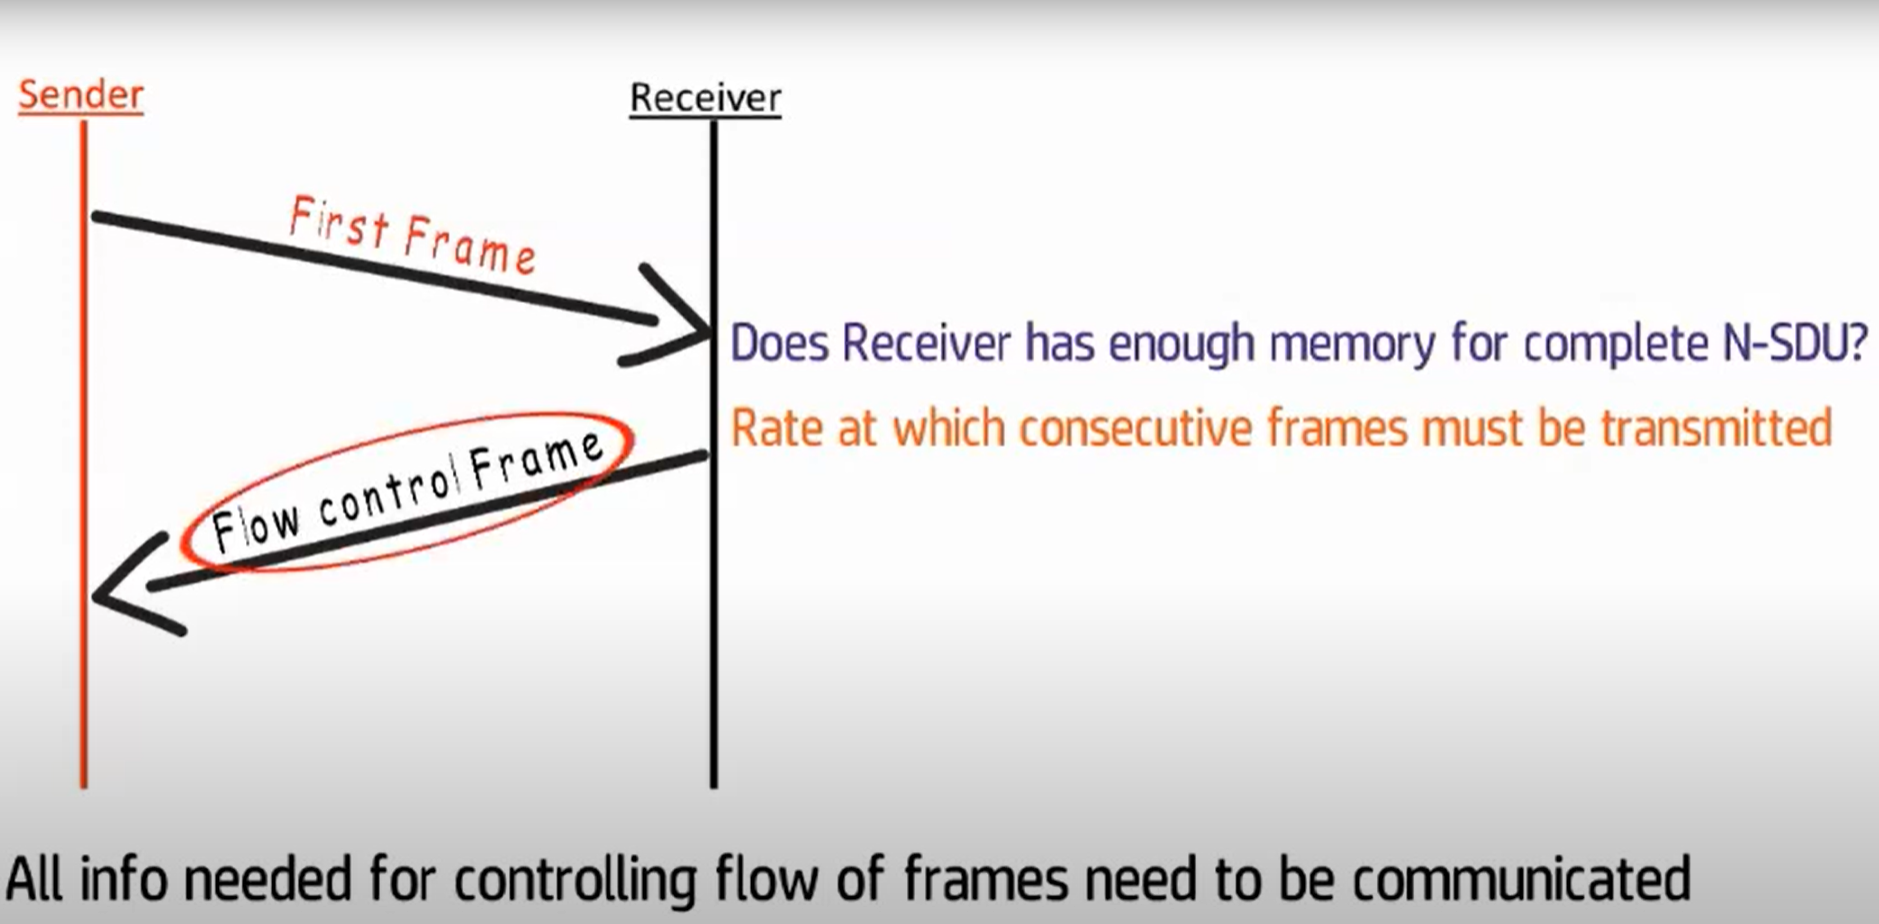 Sender
Receiver
First Frame
Does Receiver has enough memory for complete N-SDU?
Rate at which consecutive frames must be transmitted
Flow control Frame
All info needed for controlling flow of frames need to be communicated